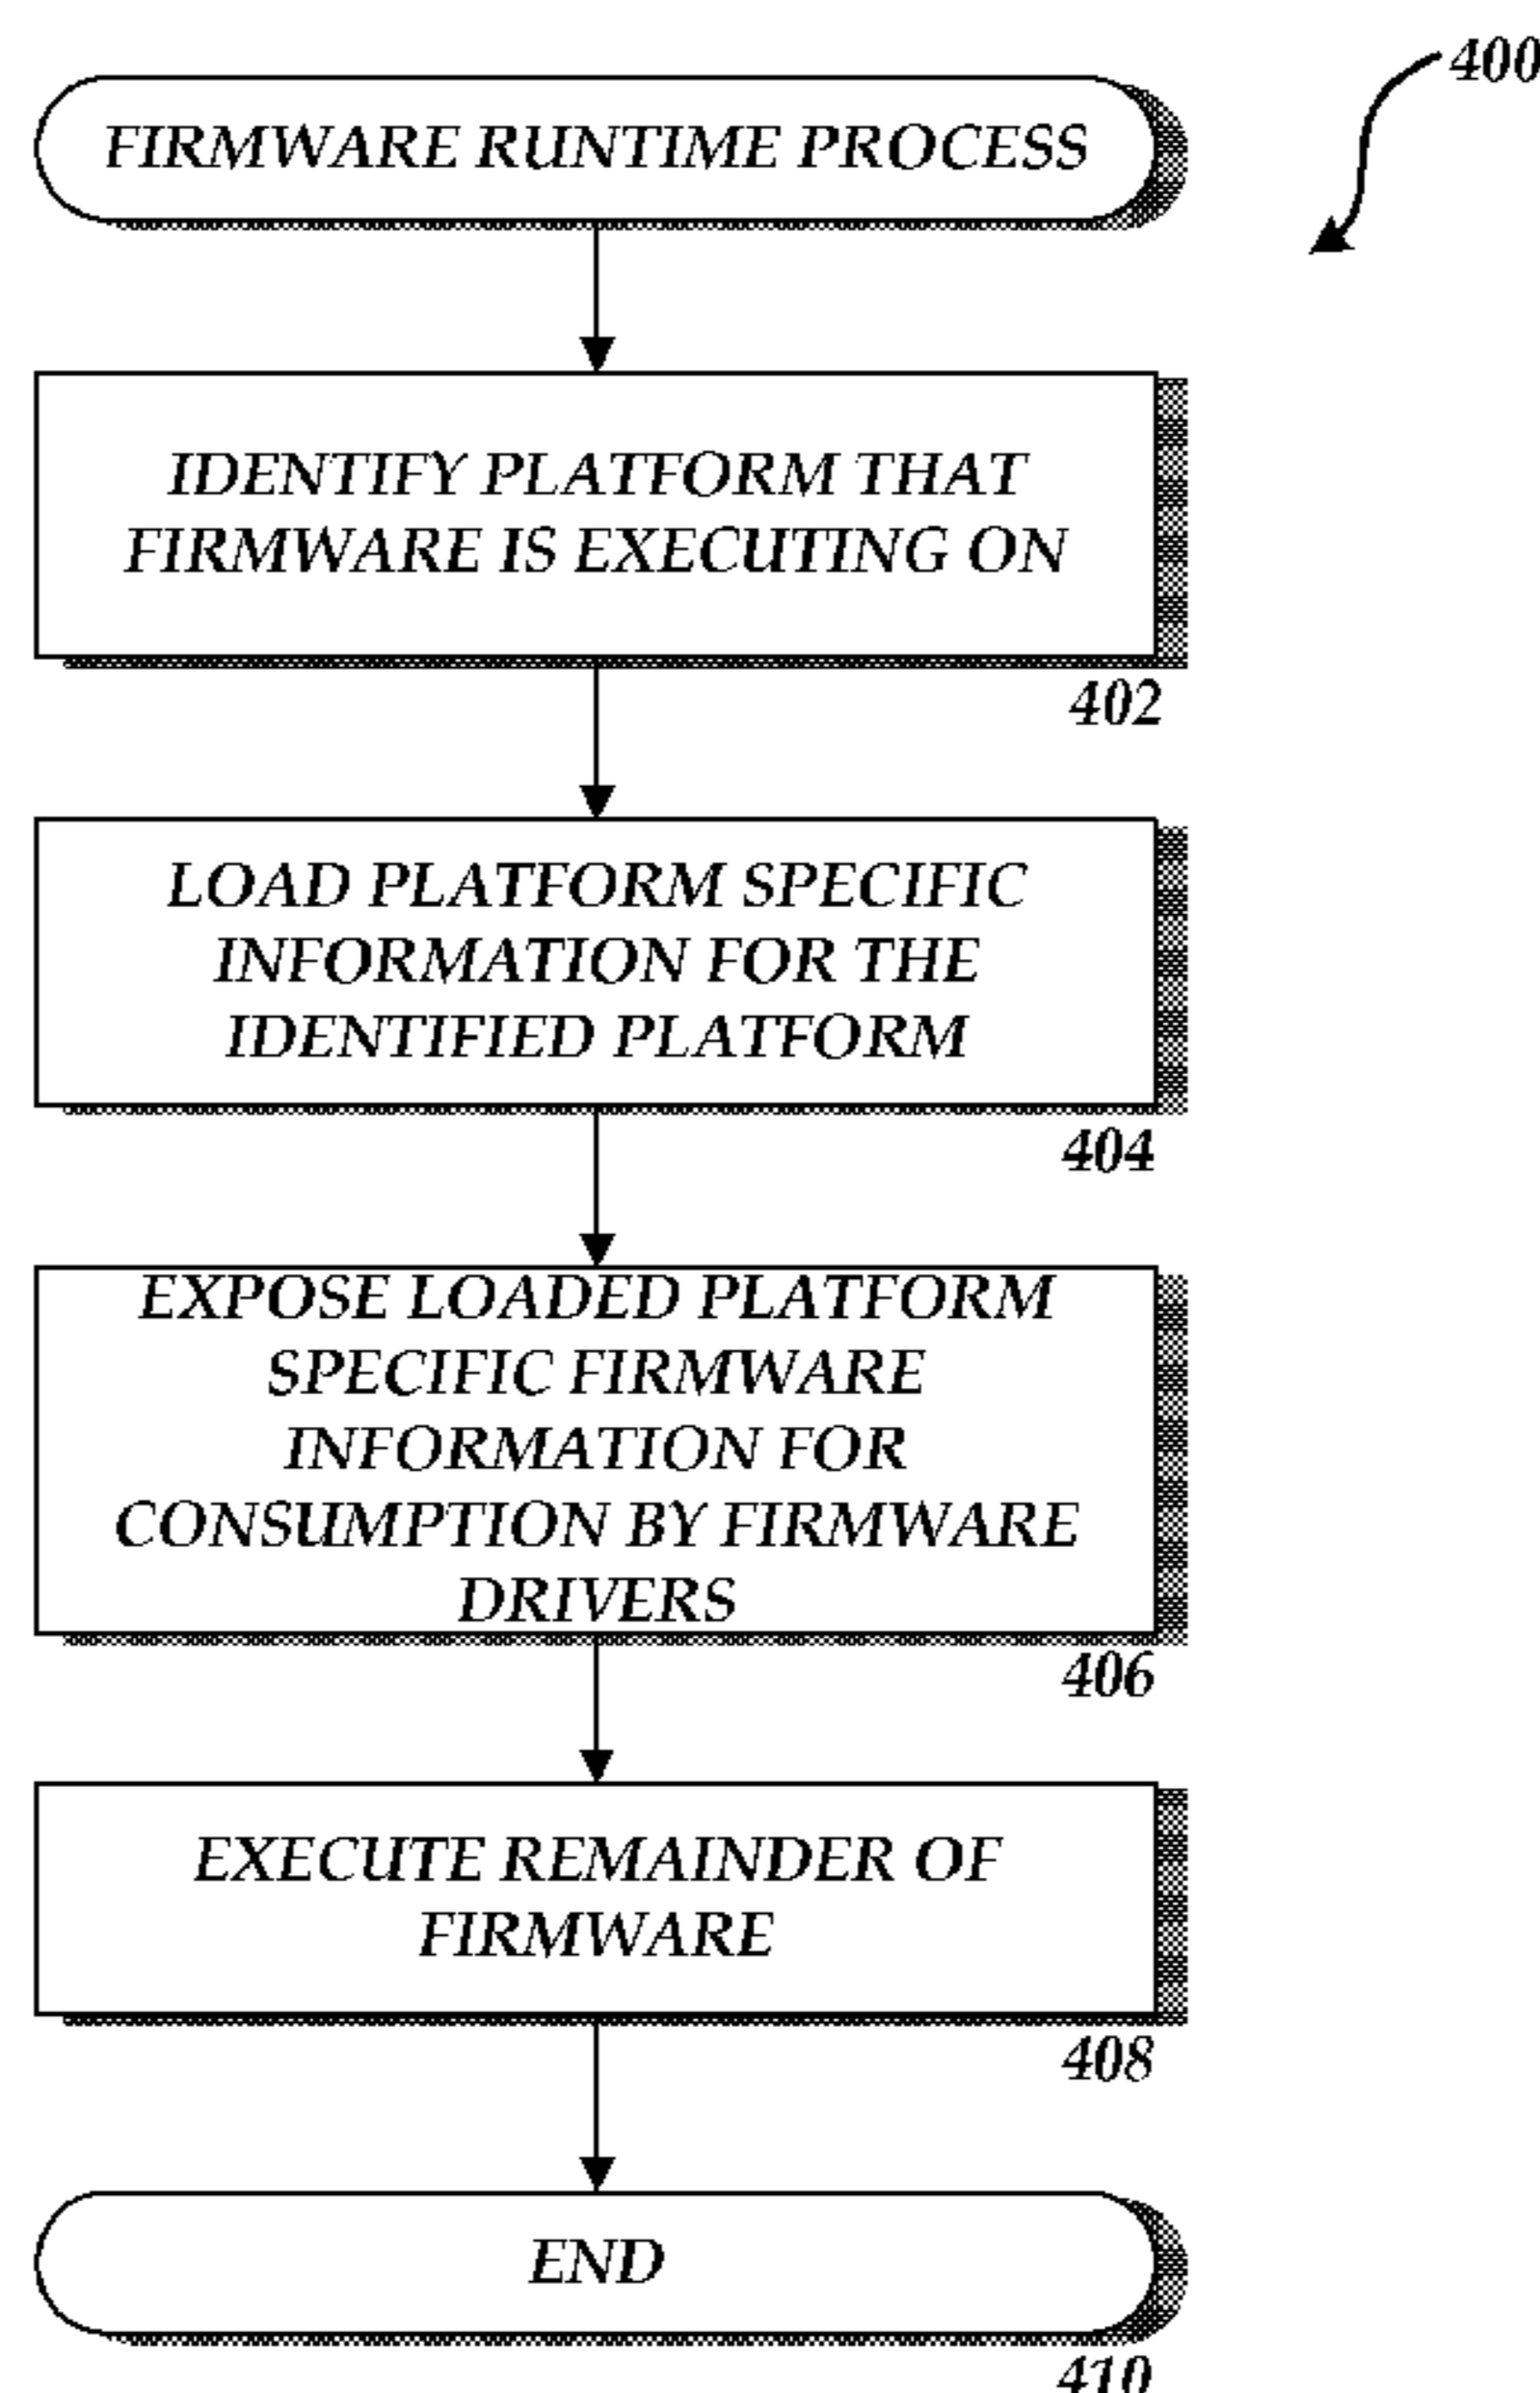 400
FIRMWARE RUNTIME PROCESS
IDENTIFY PLATFORM THAT
FIRMWARE IS EXECUTING ON
402
LOAD PLATFORM SPECIFIC
INFORMATION FOR THE
IDENTIFIED PLATFORM
404
EXPOSE LOADED PLATFORM
SPECIFIC FIRMWARE
INFORMATION FOR
CONSUMPTION BY FIRMWARE
DRIVERS
406
EXECUTE REMAINDER OF
FIRMWARE
408
END
410